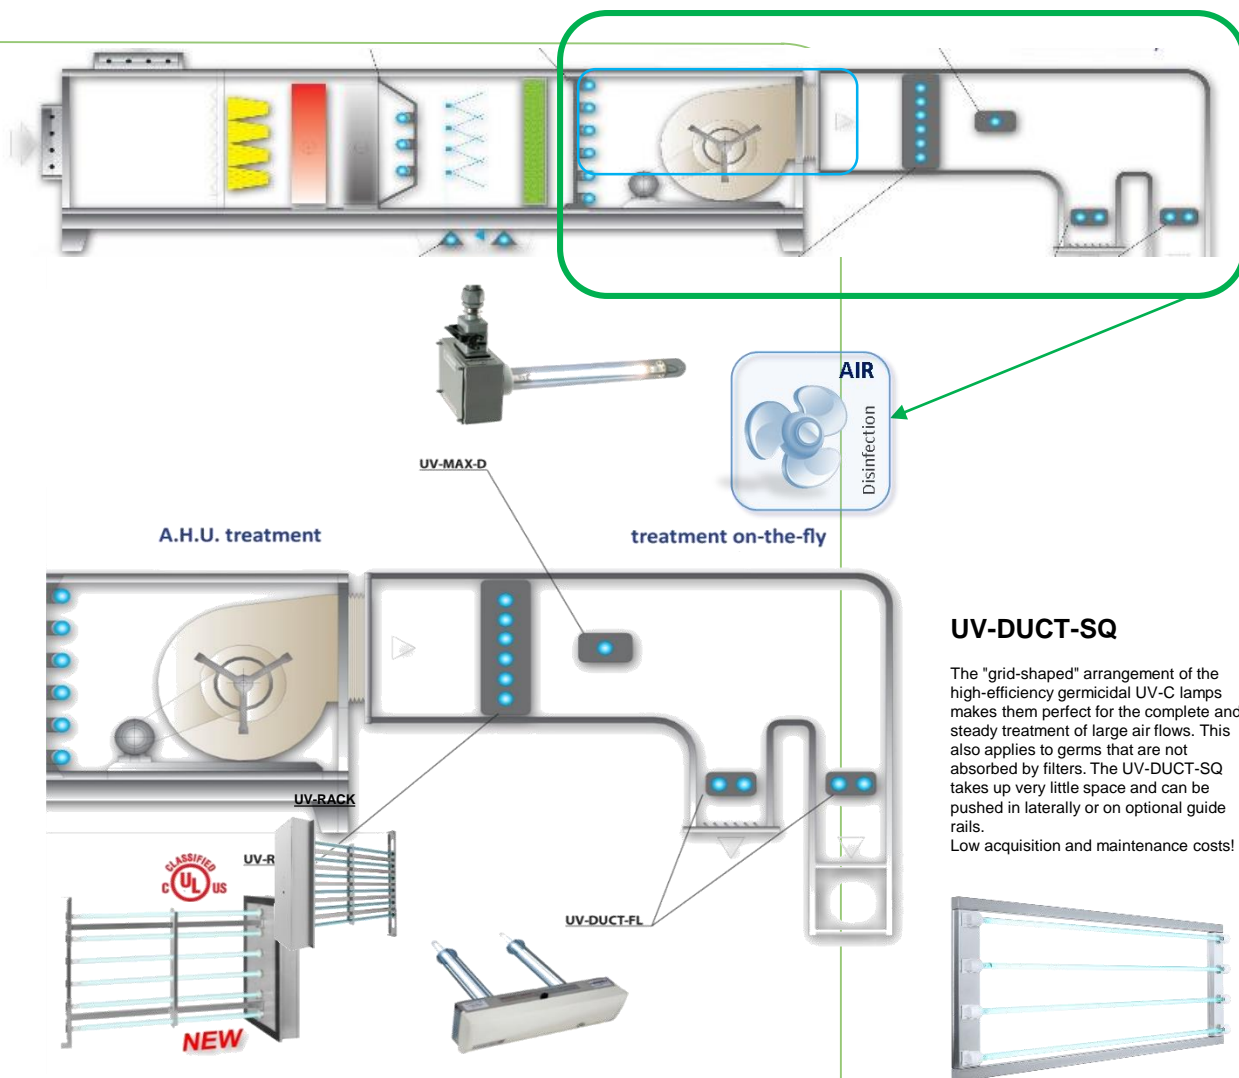 AIR
Disinfection
UV-MAX-D
A.H.U. treatment
treatment on-the-fly
UV-DUCT-SQ
The "grid-shaped" arrangement of the
high-efficiency germicidal UV-C lamps
makes them perfect for the complete and
steady treatment of large air flows. This
also applies to germs that are not
absorbed by filters. The UV-DUCT-SQ
takes up very little space and can be
pushed in laterally or on optional guide
rails.
Low acquisition and maintenance costs!
UV-RACK
UV-R
CLASSIFIED
C UL US
UV-DUCT-FL
NEW